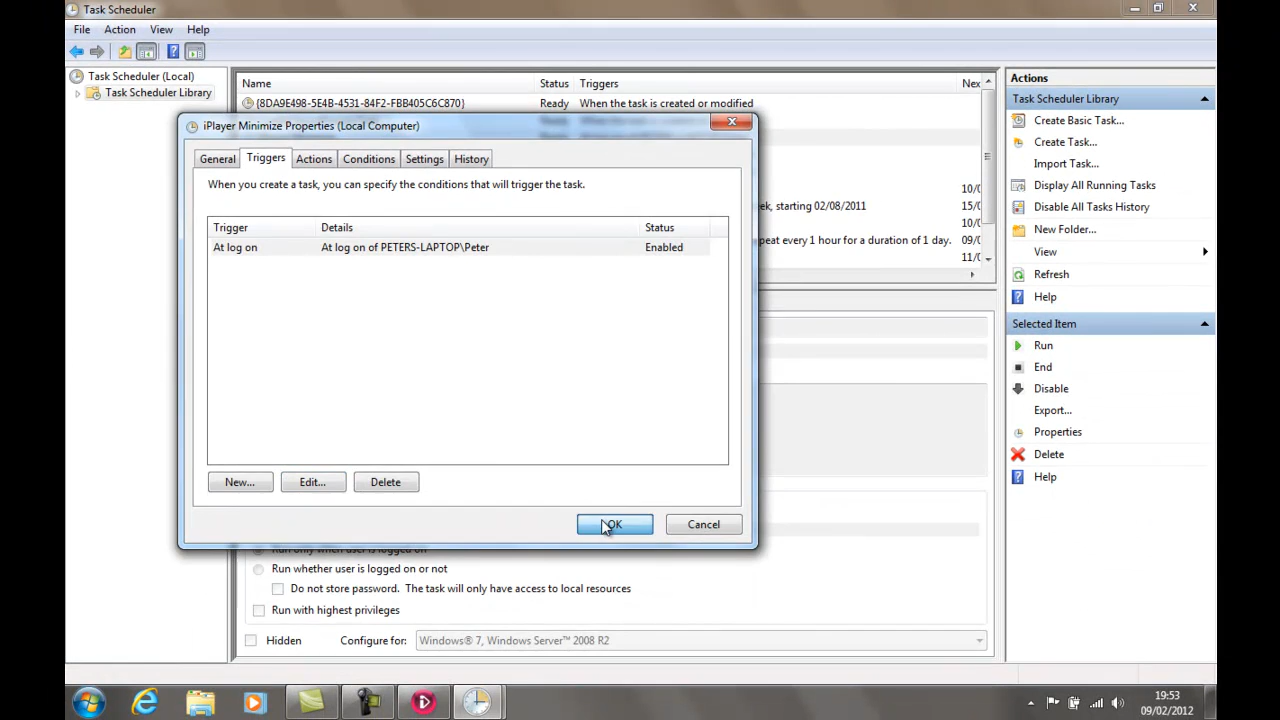 Task Scheduler
File Action View Help
Task Scheduler (Local)
Task Scheduler Library
Name Status Triggers Nex
{8DA9E498-5E4B-4531-84F2-FBB405C6C870} Ready When the task is created or modified
10/0
ek, starting 02/08/2011 15/0
10/0
peat every 1 hour for a duration of 1 day. 09/0
11/0
iPlayer Minimize Properties (Local Computer)
General Triggers Actions Conditions Settings History
When you create a task, you can specify the conditions that will trigger the task.
Trigger Details Status
At log on At log on of PETERS-LAPTOP\Peter Enabled
New... Edit... Delete
OK Cancel
Run only when user is logged on
Run whether user is logged on or not
Do not store password. The task will only have access to local resources
Run with highest privileges
Hidden Configure for: Windows® 7, Windows Server™ 2008 R2
Actions
Task Scheduler Library
Create Basic Task...
Create Task...
Import Task...
Display All Running Tasks
Disable All Tasks History
New Folder...
View
Refresh
Help
Selected Item
Run
End
Disable
Export...
Properties
Delete
Help
19:53
09/02/2012